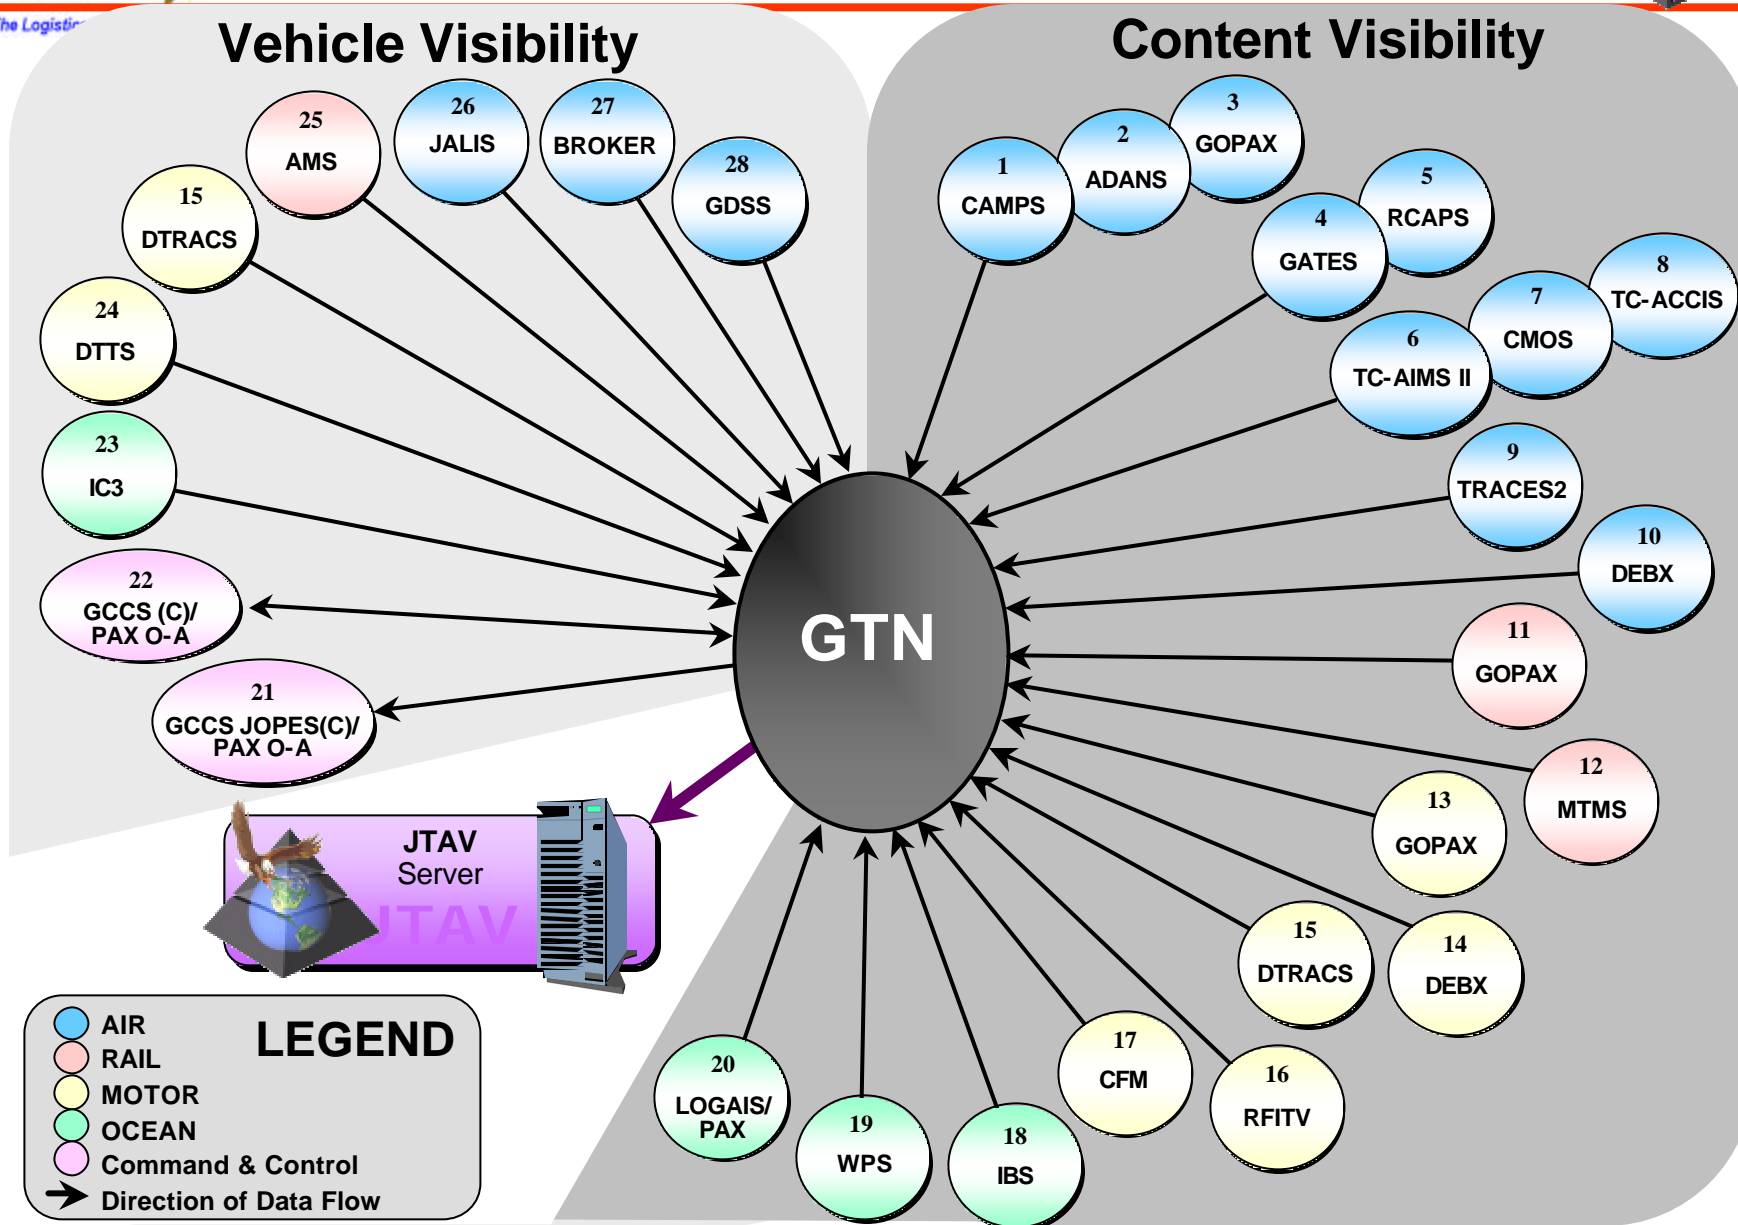 The Logistic
Vehicle Visibility
Content Visibility
25
AMS
26
JALIS
27
BROKER
28
GDSS
15
DTRACS
24
DTTS
23
IC3
22
GCCS (C)/
PAX O-A
21
GCCS JOPES(C)/
PAX O-A
1
CAMPS
2
ADANS
3
GOPAX
4
GATES
5
RCAPS
6
TC-AIMS II
7
CMOS
8
TC-ACCIS
9
TRACES2
10
DEBX
11
GOPAX
12
MTMS
13
GOPAX
14
DEBX
15
DTRACS
16
RFITV
17
CFM
18
IBS
19
WPS
20
LOGAIS/
PAX
GTN
JTAV
Server
JTAV
LEGEND
AIR
RAIL
MOTOR
OCEAN
Command & Control
Direction of Data Flow